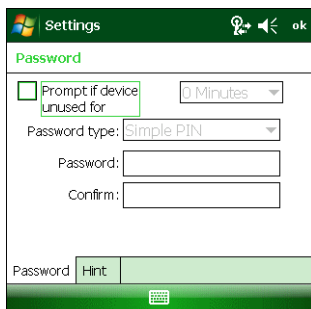 Settings
ok
Password
Prompt if device
unused for
0 Minutes
Password type: Simple PIN
Password:
Confirm:
Password Hint